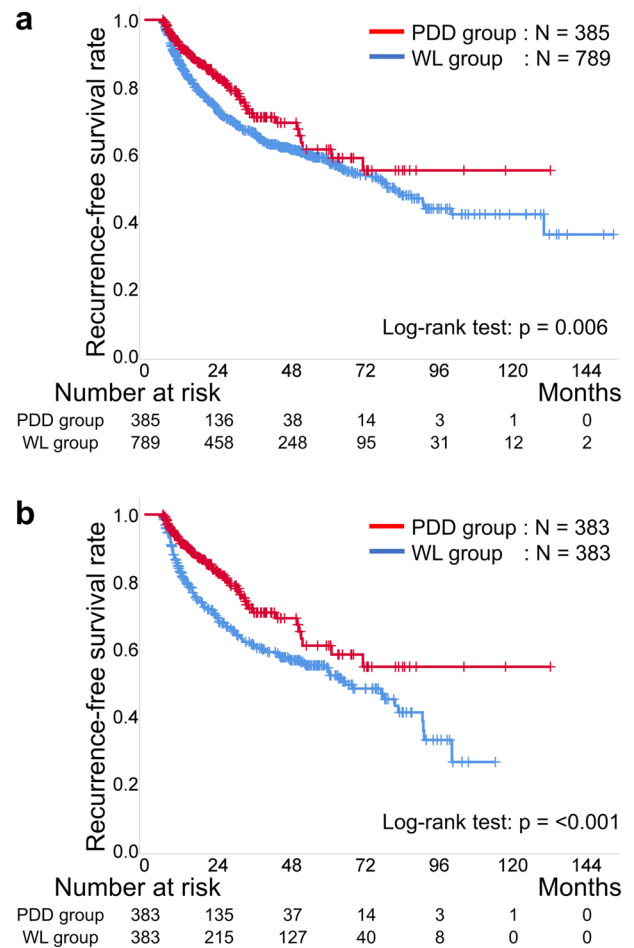 a
PDD group : N = 385
WL group : N = 789
Recurrence-free survival rate
1.0
0.8
0.6
0.4
0.2
0.0
Log-rank test: p = 0.006
0 24 48 72 96 120 144
Number at risk Months
PDD group 385 136 38 14 3 1 0
WL group 789 458 248 95 31 12 2
b
PDD group : N = 383
WL group : N = 383
Recurrence-free survival rate
1.0
0.8
0.6
0.4
0.2
0.0
Log-rank test: p = <0.001
0 24 48 72 96 120 144
Number at risk Months
PDD group 383 135 37 14 3 1 0
WL group 383 215 127 40 8 0 0